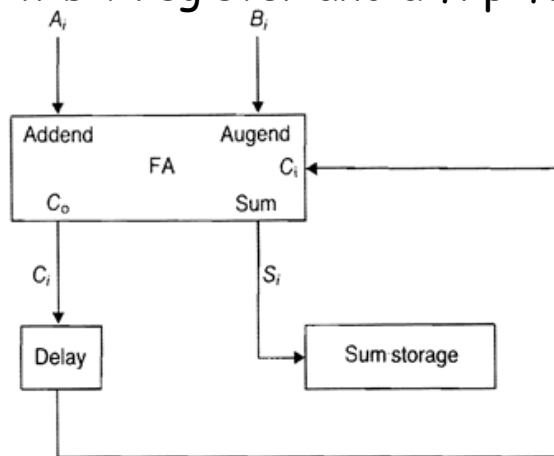 A_i B_i
Addend Augend
FA
C_i
C_o Sum
C_i S_i
Delay Sum storage